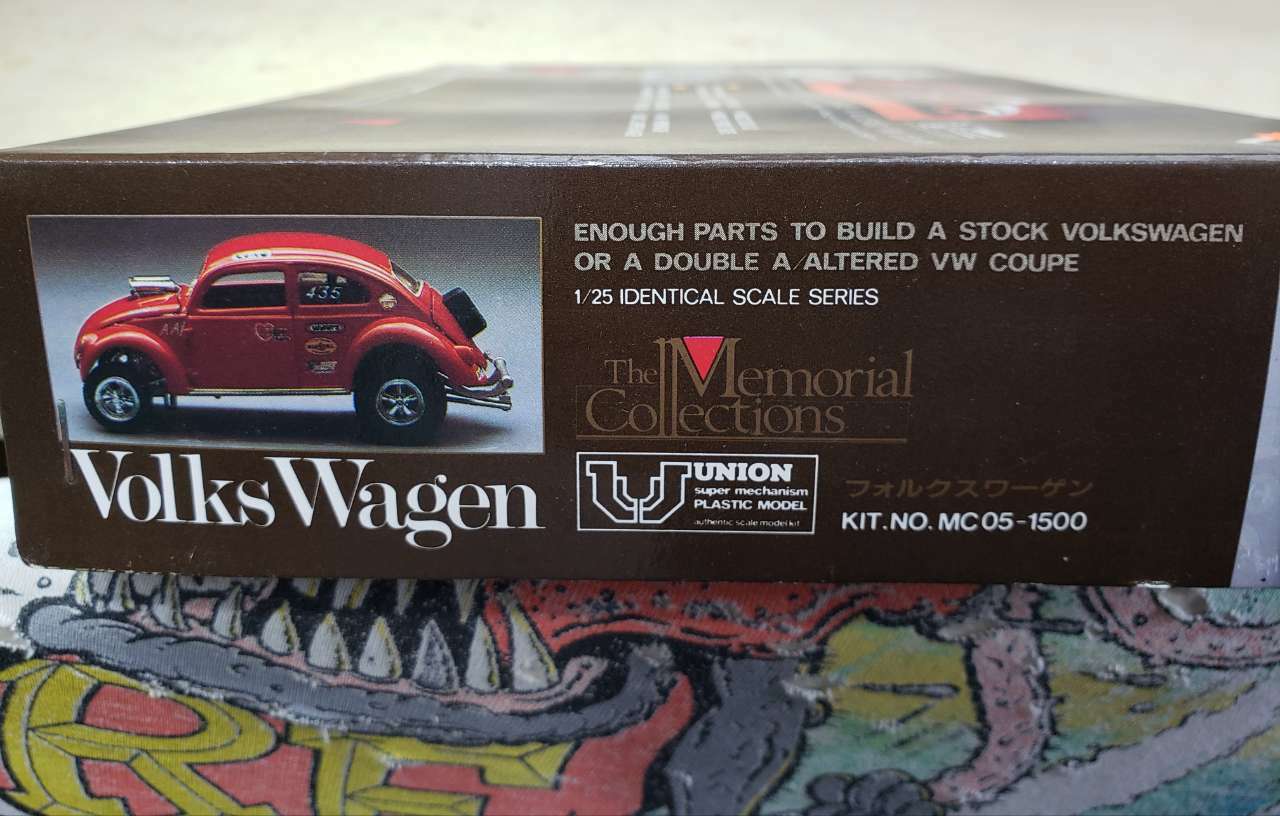 ENOUGH PARTS TO BUILD A STOCK VOLKSWAGEN
OR A DOUBLE A/ALTERED VW COUPE
1/25 IDENTICAL SCALE SERIES
435
AA/
The Memorial
Collections
Volks Wagen
UNION
super mechanism
PLASTIC MODEL
authentic scale model kit
フォルクスワーゲン
KIT.NO. MC05-1500